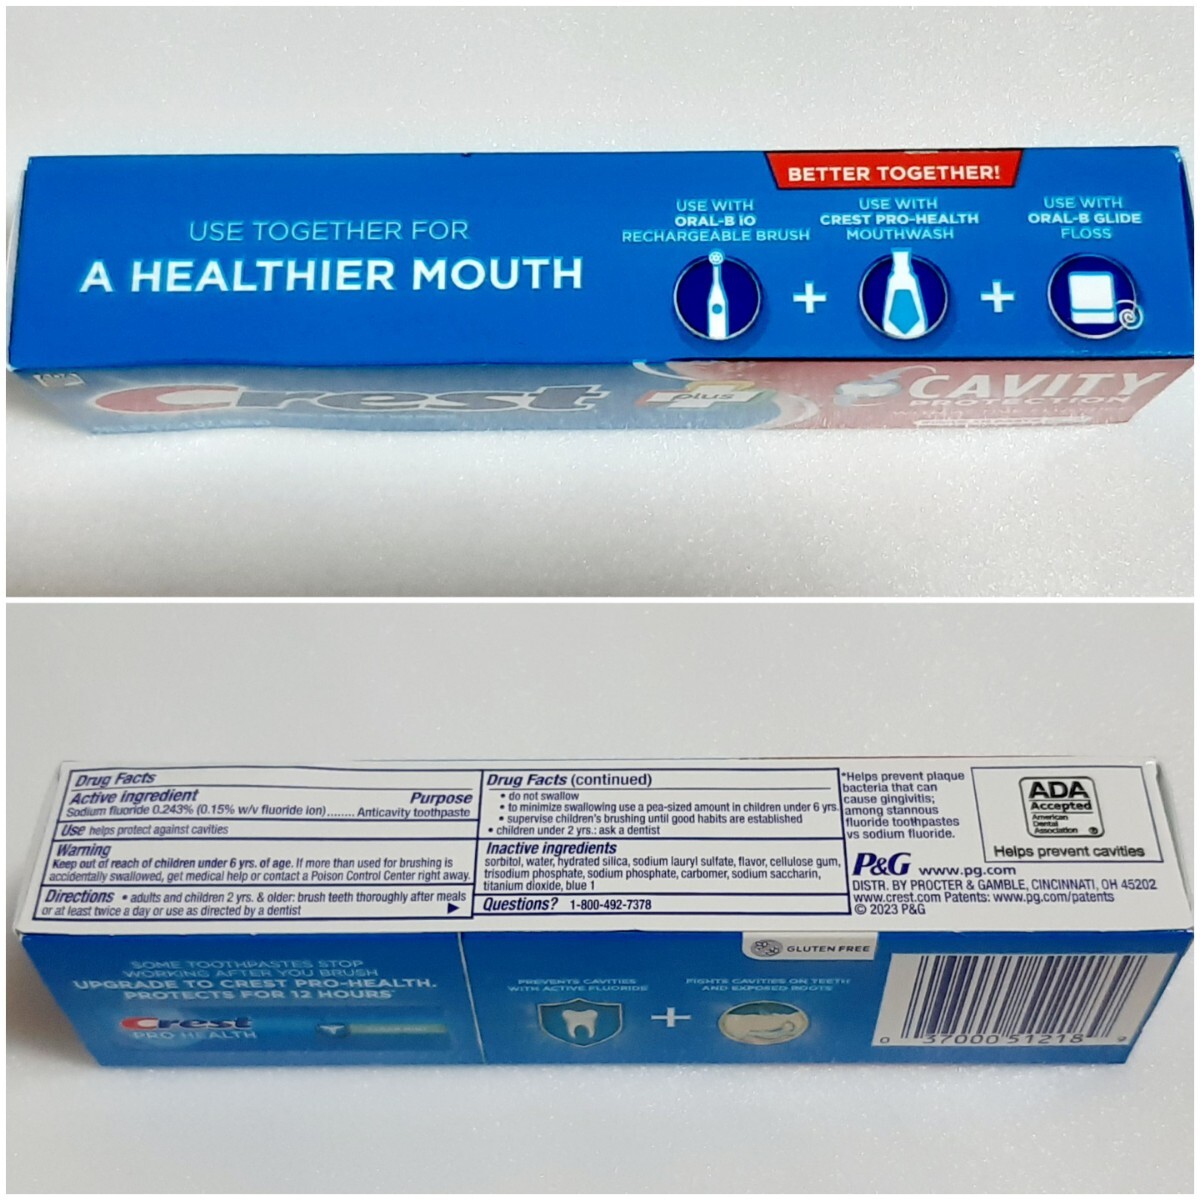 BETTER TOGETHER!
USE TOGETHER FOR
A HEALTHIER MOUTH
USE WITH
ORAL-B IO
RECHARGEABLE BRUSH
+
USE WITH
CREST PRO-HEALTH
MOUTHWASH
+
USE WITH
ORAL-B GLIDE
FLOSS
Crest
plus
CAVITY
PROTECTION
Drug Facts
Active ingredient Purpose
Sodium fluoride 0.243% (0.15% w/v fluoride ion)........ Anticavity toothpaste
Use helps protect against cavities
Warning
Keep out of reach of children under 6 yrs. of age. If more than used for brushing is
accidentally swallowed, get medical help or contact a Poison Control Center right away.
Directions • adults and children 2 yrs. & older: brush teeth thoroughly after meals
or at least twice a day or use as directed by a dentist
Drug Facts (continued)
• do not swallow
• to minimize swallowing use a pea-sized amount in children under 6 yrs.
• supervise children's brushing until good habits are established
• children under 2 yrs.: ask a dentist
Inactive ingredients
sorbitol, water, hydrated silica, sodium lauryl sulfate, flavor, cellulose gum,
trisodium phosphate, sodium phosphate, carbomer, sodium saccharin,
titanium dioxide, blue 1
Questions? 1-800-492-7378
*Helps prevent plaque
bacteria that can
cause gingivitis;
among stannous
fluoride toothpastes
vs sodium fluoride.
ADA
Accepted
American
Dental
Association ®
Helps prevent cavities
P&G www.pg.com
DISTR. BY PROCTER & GAMBLE, CINCINNATI, OH 45202
www.crest.com Patents: www.pg.com/patents
© 2023 P&G
SOME TOOTHPASTES STOP
WORKING AFTER YOU BRUSH
UPGRADE TO CREST PRO-HEALTH.
PROTECTS FOR 12 HOURS*
Crest
PRO-HEALTH
PREVENTS CAVITIES
WITH ACTIVE FLUORIDE
+
FIGHTS CAVITIES ON TEETH
AND EXPOSED ROOTS
GLUTEN FREE
0 37000 51218 9